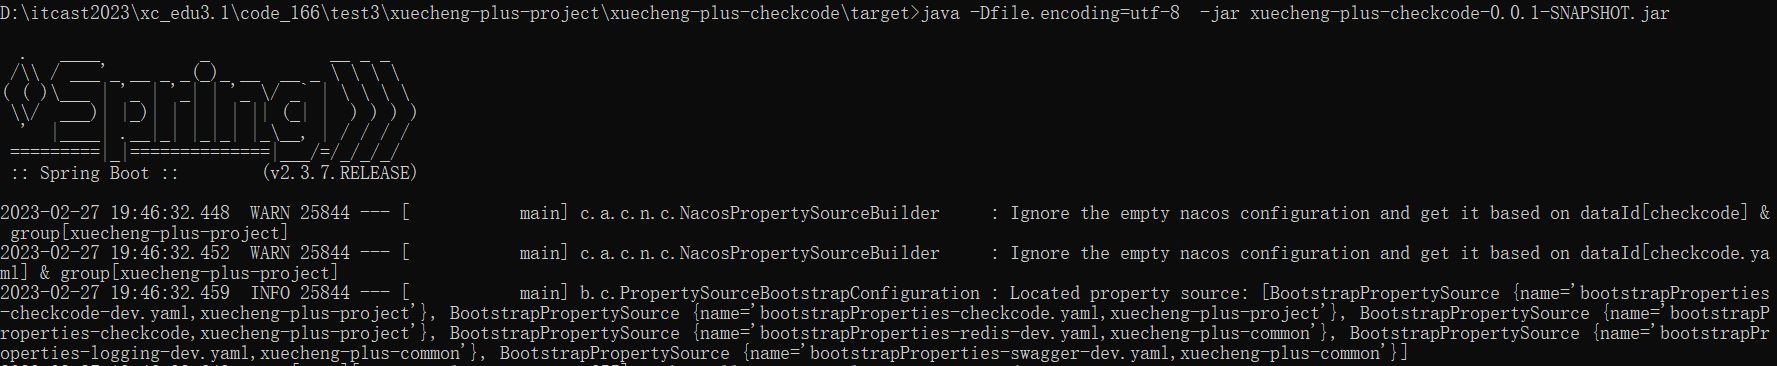 D:\itcast2023\xc_edu3.1\code_166\test3\xuecheng-plus-project\xuecheng-plus-checkcode\target>java -Dfile.encoding=utf-8  -jar xuecheng-plus-checkcode-0.0.1-SNAPSHOT.jar
  .   ____          _            __ _ _
 /\\ / ___'_ __ _ _(_)_ __  __ _ \ \ \ \
( ( )\___ | '_ | '_| | '_ \/ _` | \ \ \ \
 \\/  ___)| |_)| | | | | || (_| |  ) ) ) )
  '  |____| .__|_| |_|_| |_\__, | / / / /
 =========|_|==============|___/=/_/_/_/
 :: Spring Boot ::        (v2.3.7.RELEASE)
2023-02-27 19:46:32.448  WARN 25844 --- [           main] c.a.c.n.c.NacosPropertySourceBuilder     : Ignore the empty nacos configuration and get it based on dataId[checkcode] &
 group[xuecheng-plus-project]
2023-02-27 19:46:32.452  WARN 25844 --- [           main] c.a.c.n.c.NacosPropertySourceBuilder     : Ignore the empty nacos configuration and get it based on dataId[checkcode.ya
ml] & group[xuecheng-plus-project]
2023-02-27 19:46:32.459  INFO 25844 --- [           main] b.c.PropertySourceBootstrapConfiguration : Located property source: [BootstrapPropertySource {name='bootstrapProperties
-checkcode-dev.yaml,xuecheng-plus-project'}, BootstrapPropertySource {name='bootstrapProperties-checkcode.yaml,xuecheng-plus-project'}, BootstrapPropertySource {name='bootstrapP
roperties-checkcode,xuecheng-plus-project'}, BootstrapPropertySource {name='bootstrapProperties-redis-dev.yaml,xuecheng-plus-common'}, BootstrapPropertySource {name='bootstrapPr
operties-logging-dev.yaml,xuecheng-plus-common'}, BootstrapPropertySource {name='bootstrapProperties-swagger-dev.yaml,xuecheng-plus-common'}]